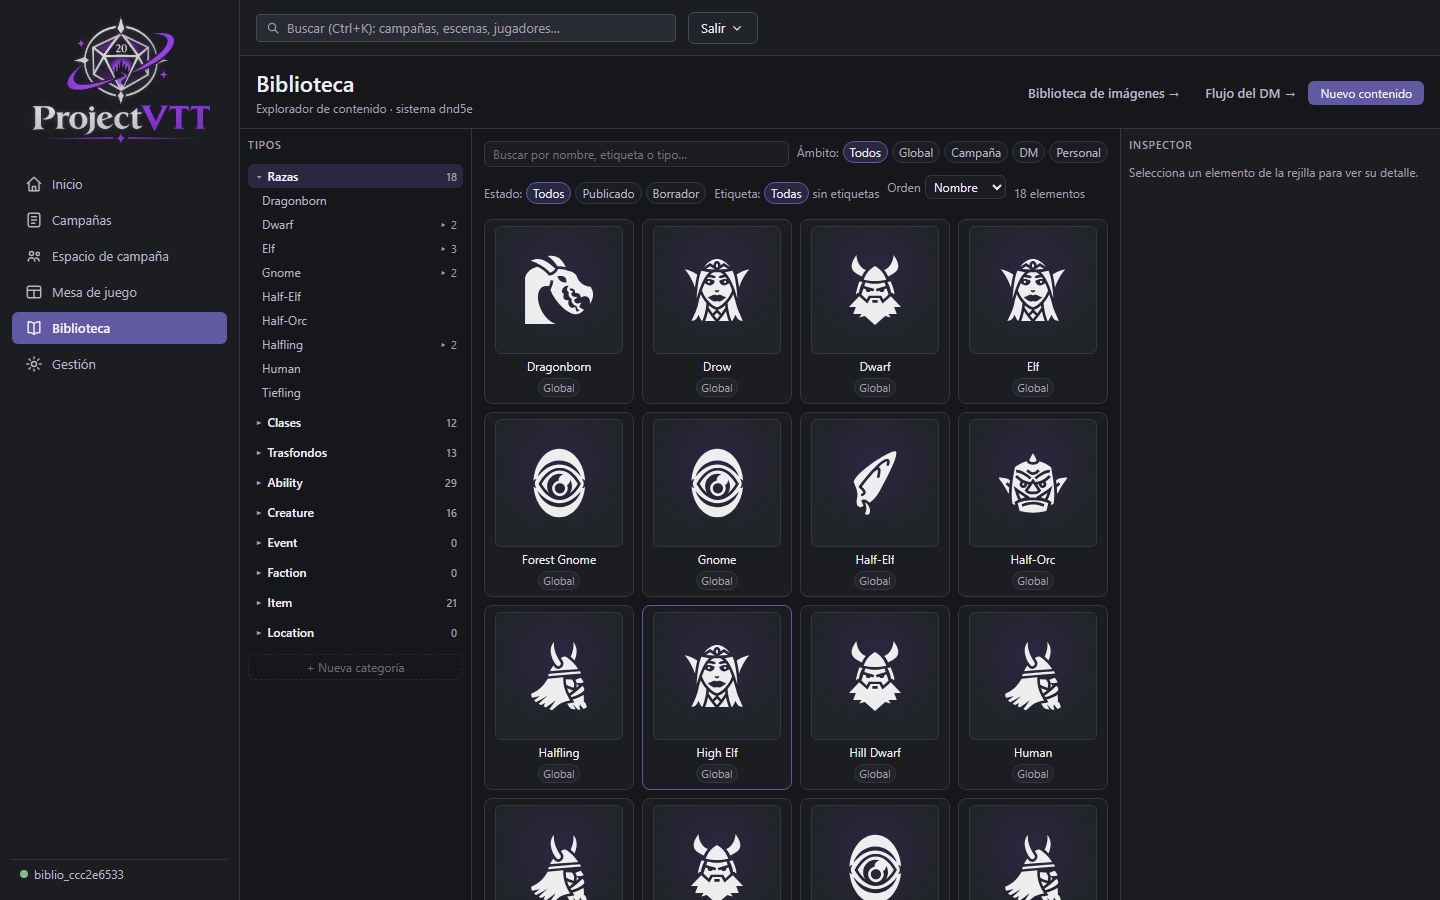 20
ProjectVTT
Inicio
Campañas
Espacio de campaña
Mesa de juego
Biblioteca
Gestión
biblio_ccc2e6533
Buscar (Ctrl+K): campañas, escenas, jugadores...
Salir
Biblioteca
Explorador de contenido · sistema dnd5e
Biblioteca de imágenes →
Flujo del DM →
Nuevo contenido
TIPOS
Razas 18
Dragonborn
Dwarf ▸ 2
Elf ▸ 3
Gnome ▸ 2
Half-Elf
Half-Orc
Halfling ▸ 2
Human
Tiefling
▸ Clases 12
▸ Trasfondos 13
▸ Ability 29
▸ Creature 16
▸ Event 0
▸ Faction 0
▸ Item 21
▸ Location 0
+ Nueva categoría
Buscar por nombre, etiqueta o tipo...
Ámbito: Todos Global Campaña DM Personal
Estado: Todos Publicado Borrador Etiqueta: Todas sin etiquetas Orden Nombre 18 elementos
Dragonborn
Global
Drow
Global
Dwarf
Global
Elf
Global
Forest Gnome
Global
Gnome
Global
Half-Elf
Global
Half-Orc
Global
Halfling
Global
High Elf
Global
Hill Dwarf
Global
Human
Global
INSPECTOR
Selecciona un elemento de la rejilla para ver su detalle.